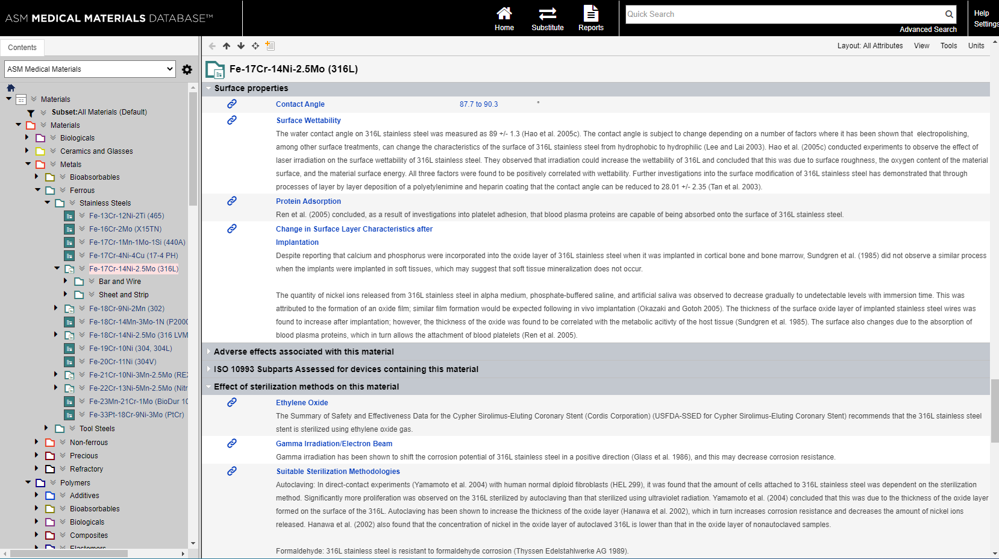 ASM MEDICAL MATERIALS DATABASE™
Home
Substitute
Reports
Quick Search
Advanced Search
Help
Settings
Contents
ASM Medical Materials
Materials
Subset:All Materials (Default)
Materials
Biologicals
Ceramics and Glasses
Metals
Bioabsorbables
Ferrous
Stainless Steels
Fe-13Cr-12Ni-2Ti (465)
Fe-16Cr-2Mo (X15TN)
Fe-17Cr-1Mn-1Mo-1Si (440A)
Fe-17Cr-4Ni-4Cu (17-4 PH)
Fe-17Cr-14Ni-2.5Mo (316L)
Bar and Wire
Sheet and Strip
Fe-18Cr-9Ni-2Mn (302)
Fe-18Cr-14Mn-3Mo-1N (P2000
Fe-18Cr-14Ni-2.5Mo (316 LVM
Fe-19Cr-10Ni (304, 304L)
Fe-20Cr-11Ni (304V)
Fe-21Cr-10Ni-3Mn-2.5Mo (REX
Fe-22Cr-13Ni-5Mn-2.5Mo (Nitr
Fe-23Mn-21Cr-1Mo (BioDur 10
Fe-33Pt-18Cr-9Ni-3Mo (PtCr)
Tool Steels
Non-ferrous
Precious
Refractory
Polymers
Additives
Bioabsorbables
Biologicals
Composites
Elastomers
Layout: All Attributes View Tools Units
Fe-17Cr-14Ni-2.5Mo (316L)
Surface properties
Contact Angle 87.7 to 90.3 °
Surface Wettability
The water contact angle on 316L stainless steel was measured as 89 +/- 1.3 (Hao et al. 2005c). The contact angle is subject to change depending on a number of factors where it has been shown that electropolishing,
among other surface treatments, can change the characteristics of the surface of 316L stainless steel from hydrophobic to hydrophilic (Lee and Lai 2003). Hao et al. (2005c) conducted experiments to observe the effect of
laser irradiation on the surface wettability of 316L stainless steel. They observed that irradiation could increase the wettability of 316L and concluded that this was due to surface roughness, the oxygen content of the material
surface, and the material surface energy. All three factors were found to be positively correlated with wettability. Further investigations into the surface modification of 316L stainless steel has demonstrated that through
processes of layer by layer deposition of a polyetylenimine and heparin coating that the contact angle can be reduced to 28.01 +/- 2.35 (Tan et al. 2003).
Protein Adsorption
Ren et al. (2005) concluded, as a result of investigations into platelet adhesion, that blood plasma proteins are capable of being absorbed onto the surface of 316L stainless steel.
Change in Surface Layer Characteristics after
Implantation
Despite reporting that calcium and phosphorus were incorporated into the oxide layer of 316L stainless steel when it was implanted in cortical bone and bone marrow, Sundgren et al. (1985) did not observe a similar process
when the implants were implanted in soft tissues, which may suggest that soft tissue mineralization does not occur.
The quantity of nickel ions released from 316L stainless steel in alpha medium, phosphate-buffered saline, and artificial saliva was observed to decrease gradually to undetectable levels with immersion time. This was
attributed to the formation of an oxide film; similar film formation would be expected following in vivo implantation (Okazaki and Gotoh 2005). The thickness of the surface oxide layer of implanted stainless steel wires was
found to increase after implantation; however, the thickness of the oxide was found to be correlated with the metabolic acitivty of the host tissue (Sundgren et al. 1985). The surface also changes due to the absorption of
blood plasma proteins, which in turn allows the attachment of blood platelets (Ren et al. 2005).
Adverse effects associated with this material
ISO 10993 Subparts Assessed for devices containing this material
Effect of sterilization methods on this material
Ethylene Oxide
The Summary of Safety and Effectiveness Data for the Cypher Sirolimus-Eluting Coronary Stent (Cordis Corporation) (USFDA-SSED for Cypher Sirolimus-Eluting Coronary Stent) recommends that the 316L stainless steel
stent is sterilized using ethylene oxide gas.
Gamma Irradiation/Electron Beam
Gamma irradiation has been shown to shift the corrosion potential of 316L stainless steel in a positive direction (Glass et al. 1986), and this may decrease corrosion resistance.
Suitable Sterilization Methodologies
Autoclaving: In direct-contact experiments (Yamamoto et al. 2004) with human normal diploid fibroblasts (HEL 299), it was found that the amount of cells attached to 316L stainless steel was dependent on the sterilization
method. Significantly more proliferation was observed on the 316L sterilized by autoclaving than that sterilized using ultraviolet radiation. Yamamoto et al. (2004) concluded that this was due to the thickness of the oxide layer
formed on the surface of the 316L. Autoclaving has been shown to increase the thickness of the oxide layer (Hanawa et al. 2002), which in turn increases corrosion resistance and decreases the amount of nickel ions
released. Hanawa et al. (2002) also found that the concentration of nickel in the oxide layer of autoclaved 316L is lower than that in the oxide layer of nonautoclaved samples.
Formaldehyde: 316L stainless steel is resistant to formaldehyde corrosion (Thyssen Edelstahlwerke AG 1989).